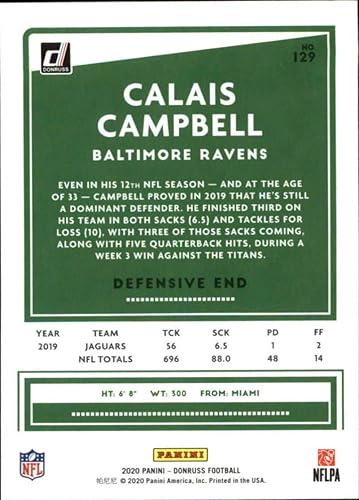 DONRUSS
NO.
129
CALAIS
CAMPBELL
BALTIMORE RAVENS
EVEN IN HIS 12TH NFL SEASON — AND AT THE AGE
OF 33 — CAMPBELL PROVED IN 2019 THAT HE'S STILL
A DOMINANT DEFENDER. HE FINISHED THIRD ON
HIS TEAM IN BOTH SACKS (6.5) AND TACKLES FOR
LOSS (10), WITH THREE OF THOSE SACKS COMING,
ALONG WITH FIVE QUARTERBACK HITS, DURING A
WEEK 3 WIN AGAINST THE TITANS.
DEFENSIVE END
YEAR TEAM TCK SCK PD FF
2019 JAGUARS 56 6.5 1 2
NFL TOTALS 696 88.0 48 14
HT: 6' 8" WT: 300 FROM: MIAMI
NFL
PANINI
NFLPA
2020 PANINI - DONRUSS FOOTBALL
帕尼尼 © 2020 Panini America, Inc. Printed in the USA.